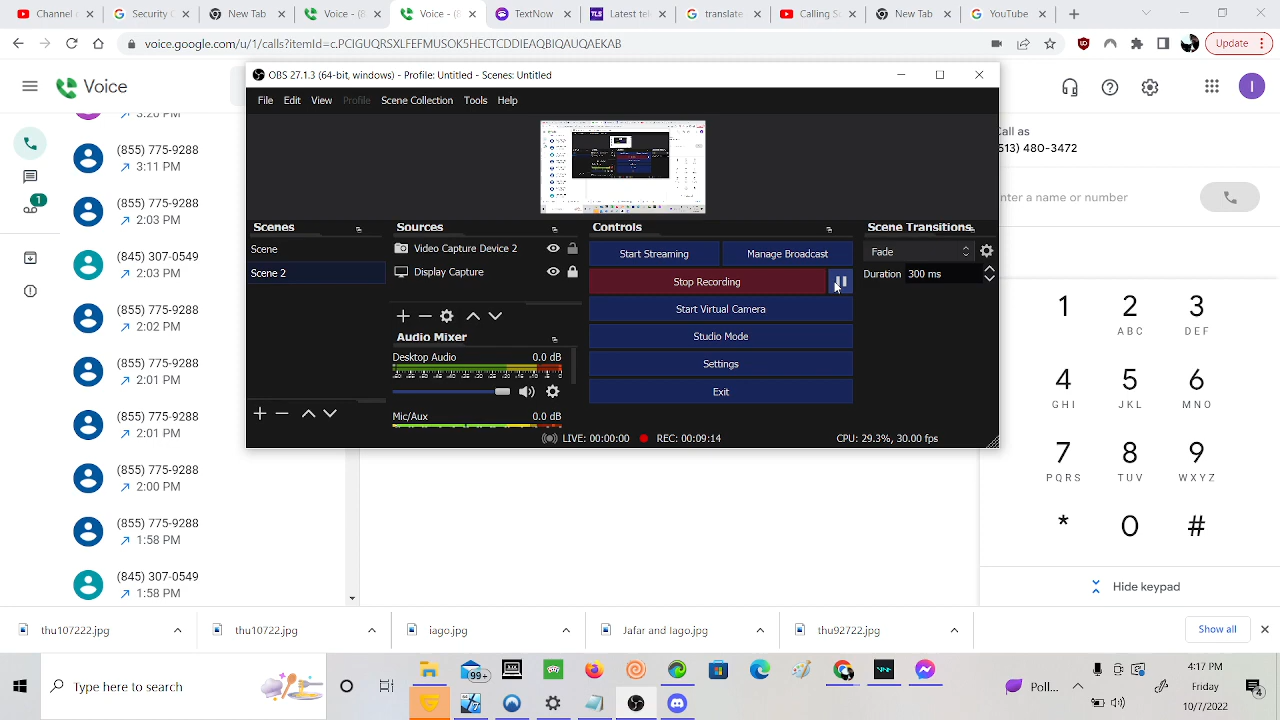 Security C
New Tab
Voice - (8
Voice - (
TextNow
Latest tel
translate
Calling Sc
New Tab
YouTube
voice.google.com/u/1/calls?itemId=c.PCIGU
Update
Voice
OBS 27.1.3 (64-bit, windows) - Profile: Untitled - Scenes: Untitled
File Edit View Profile Scene Collection Tools Help
3:20 PM
(855) 775-9288
3:11 PM
(855) 775-9288
2:03 PM
(845) 307-0549
2:03 PM
(855) 775-9288
2:02 PM
(855) 775-9288
2:01 PM
(855) 775-9288
2:01 PM
(855) 775-9288
2:00 PM
(855) 775-9288
1:58 PM
(845) 307-0549
1:58 PM
1
Scenes
Scene
Scene 2
Sources
Video Capture Device 2
Display Capture
Audio Mixer
Desktop Audio 0.0 dB
Mic/Aux 0.0 dB
Controls
Start Streaming
Manage Broadcast
Stop Recording
Start Virtual Camera
Studio Mode
Settings
Exit
Scene Transitions
Fade
Duration 300 ms
LIVE: 00:00:00 REC: 00:09:14 CPU: 29.3%, 30.00 fps
Call as
513) 480-3472
nter a name or number
1 2 3
ABC DEF
4 5 6
GHI JKL MNO
7 8 9
PQRS TUV WXYZ
* 0 #
Hide keypad
thu107222.jpg
thu10722.jpg
iago.jpg
Jafar and Iago.jpg
thu92722.jpg
Show all
Type here to search
99+
Poll...
4:17 PM
Friday
10/7/2022
4